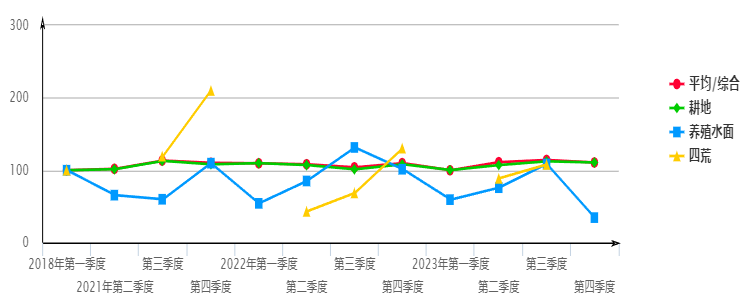 300
200
100
0
2018年第一季度
2021年第二季度
第三季度
第四季度
2022年第一季度
第二季度
第三季度
第四季度
2023年第一季度
第二季度
第三季度
第四季度
平均/综合
耕地
养殖水面
四荒